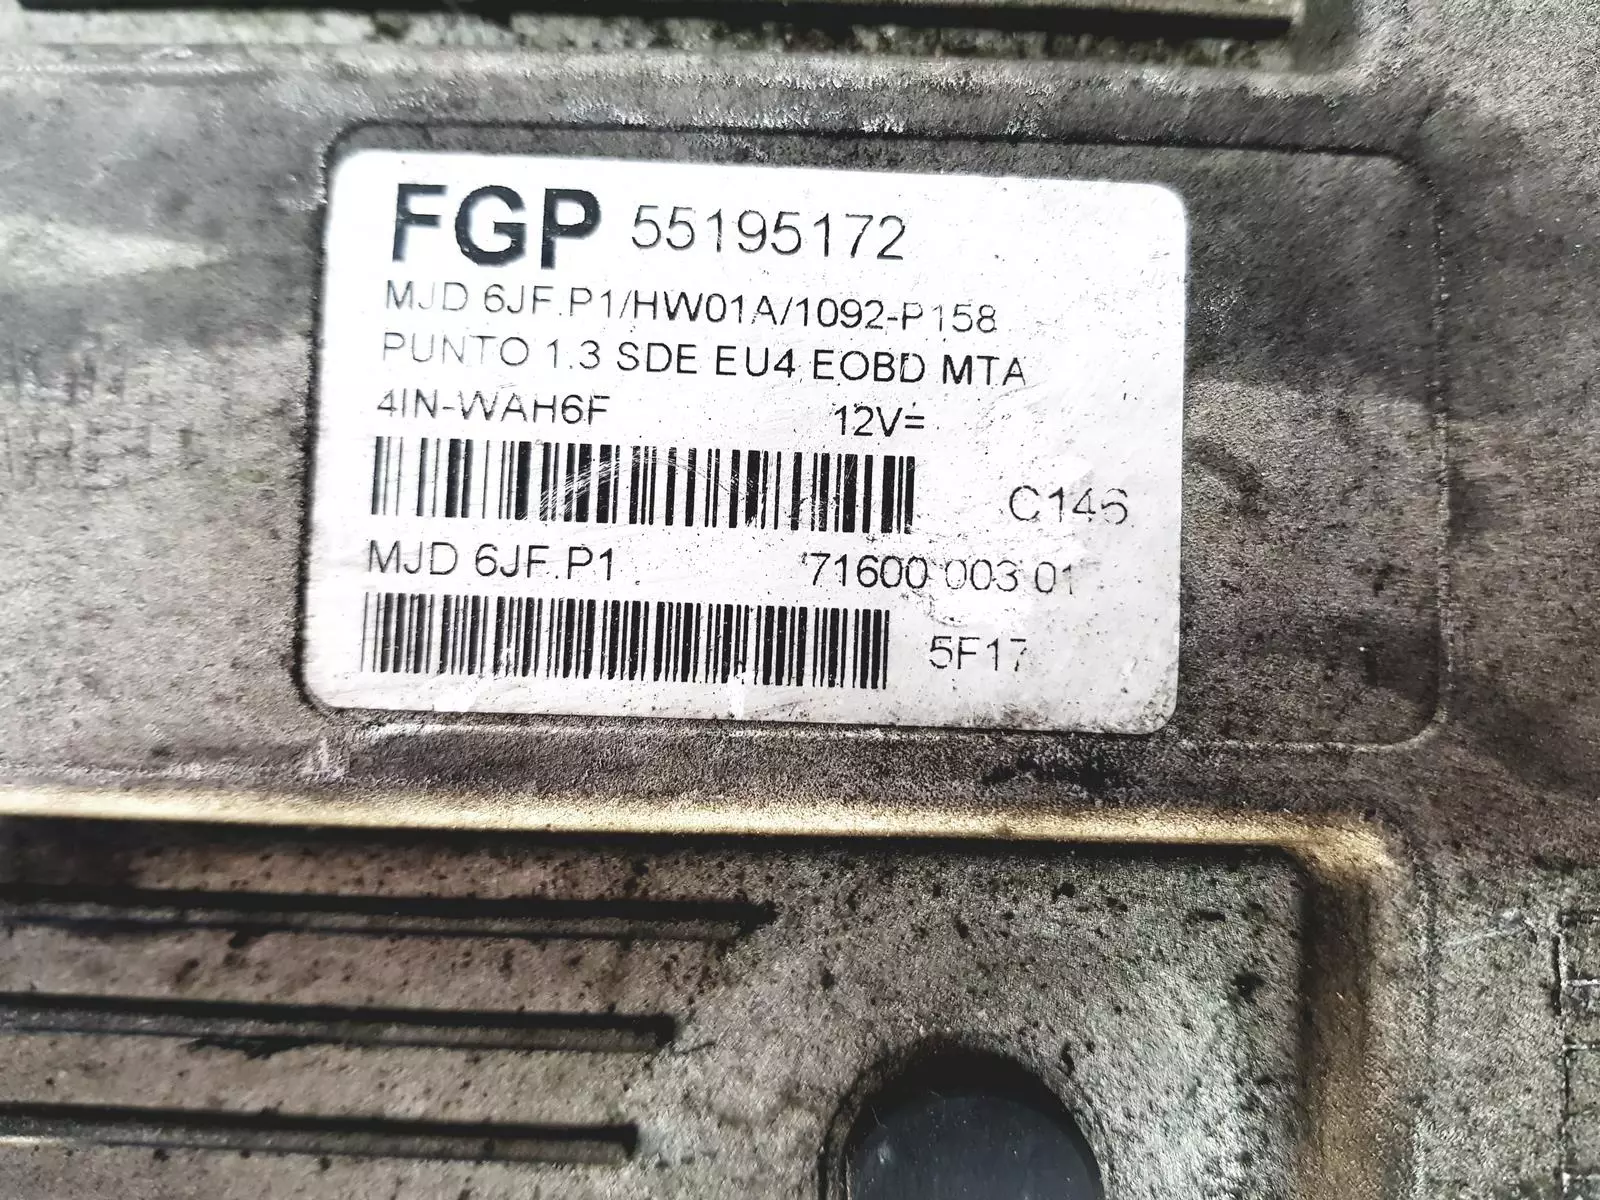 FGP 55195172
MJD 6JF.P1/HW01A/1092-P158
PUNTO 1.3 SDE EU4 EOBD MTA
4IN-WAH6F 12V=
C146
MJD 6JF.P1 71600 003 01
5F17